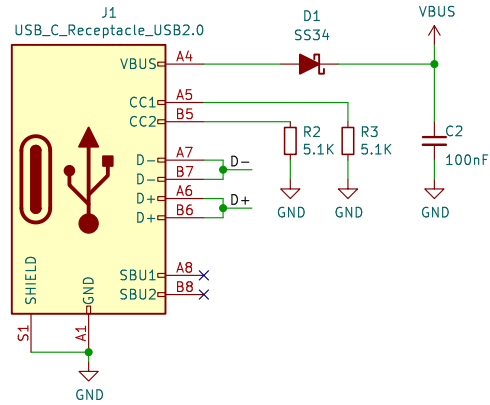 J1
USB_C_Receptacle_USB2.0
D1
SS34
VBUS
VBUS
A4
CC1
A5
CC2
B5
R2
5.1K
R3
5.1K
C2
100nF
D-
A7
D-
D-
B7
D+
A6
D+
D+
B6
GND
GND
GND
SBU1
A8
SBU2
B8
SHIELD
GND
S1
A1
GND